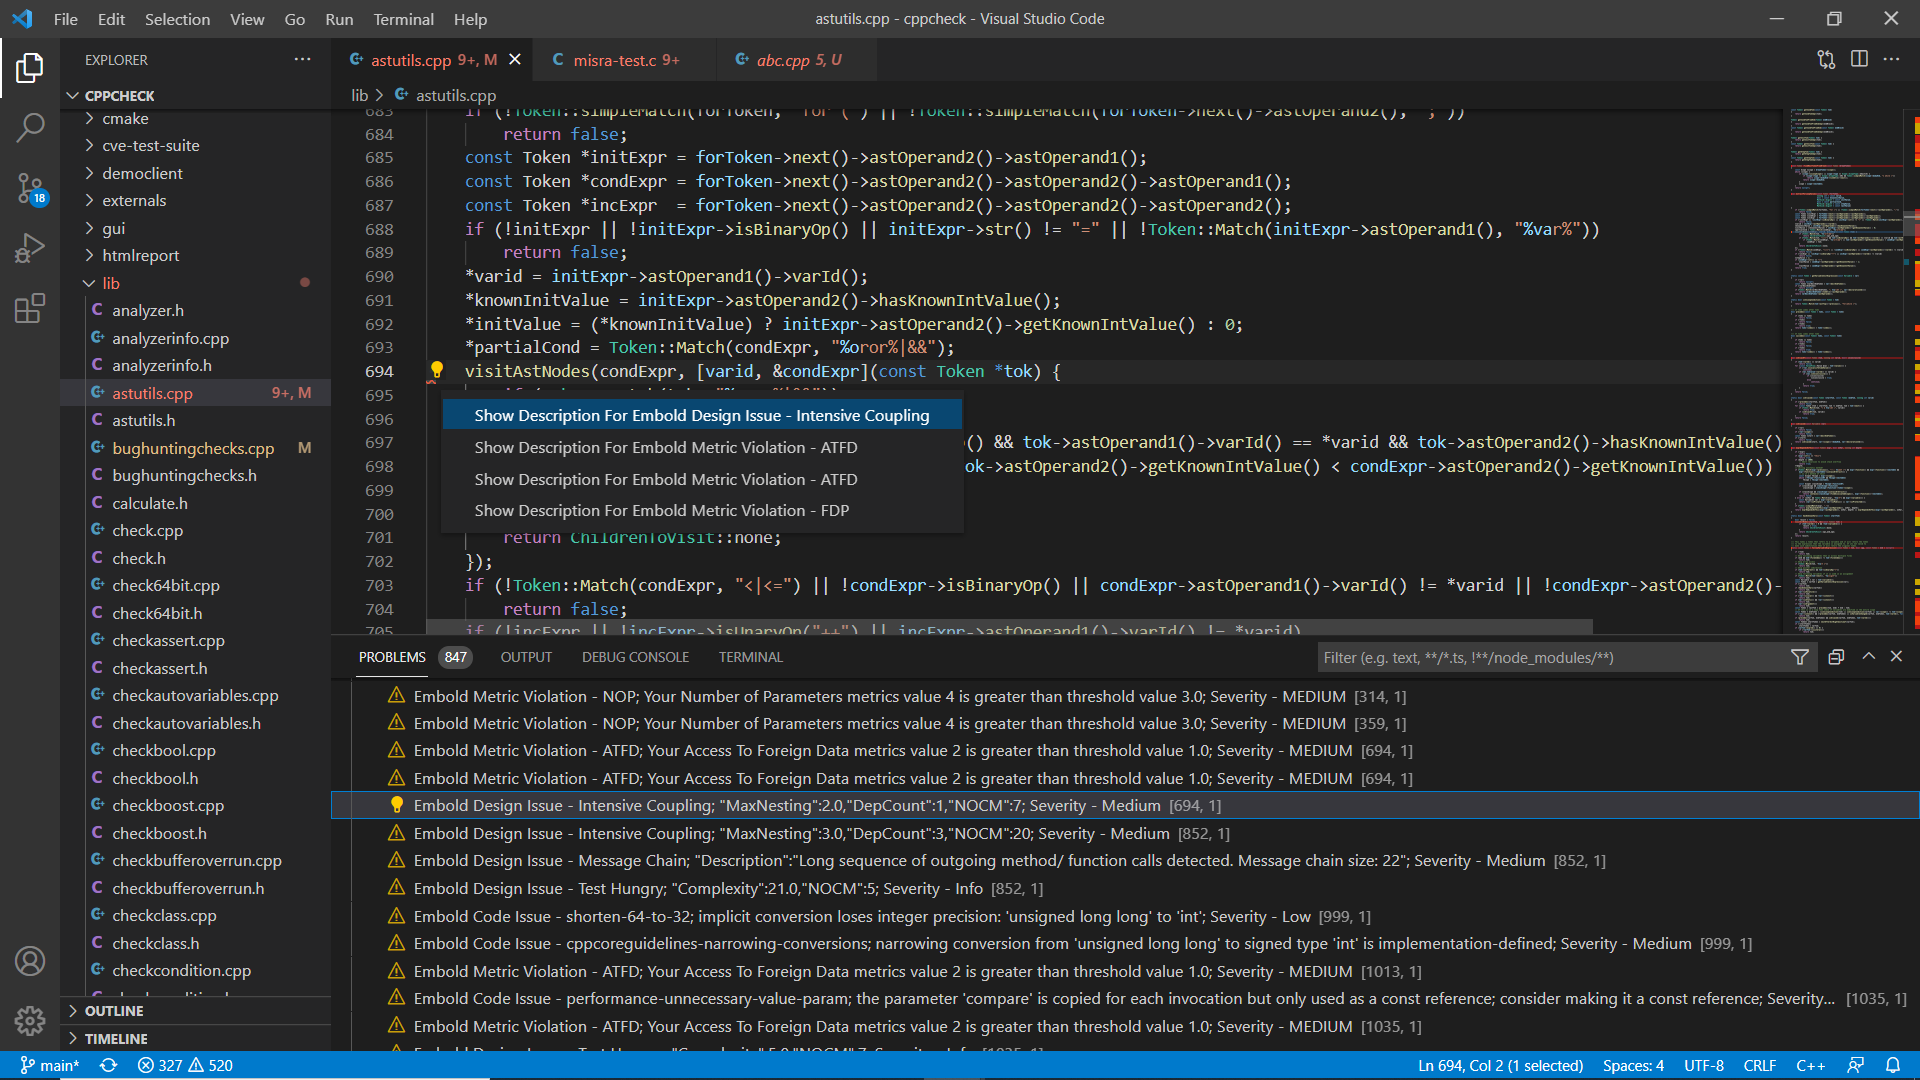 File Edit Selection View Go Run Terminal Help
astutils.cpp - cppcheck - Visual Studio Code
EXPLORER
CPPCHECK
cmake
cve-test-suite
democlient
externals
gui
htmlreport
lib
analyzer.h
analyzerinfo.cpp
analyzerinfo.h
astutils.cpp 9+, M
astutils.h
bughuntingchecks.cpp M
bughuntingchecks.h
calculate.h
check.cpp
check.h
check64bit.cpp
check64bit.h
checkassert.cpp
checkassert.h
checkautovariables.cpp
checkautovariables.h
checkbool.cpp
checkbool.h
checkboost.cpp
checkboost.h
checkbufferoverrun.cpp
checkbufferoverrun.h
checkclass.cpp
checkclass.h
checkcondition.cpp
OUTLINE
TIMELINE
18
astutils.cpp 9+, M
misra-test.c 9+
abc.cpp 5, U
lib > astutils.cpp
683 if (!Token::simpleMatch(forToken, "for (") || !Token::simpleMatch(forToken->next()->astOperand2(), ";"))
684 return false;
685 const Token *initExpr = forToken->next()->astOperand2()->astOperand1();
686 const Token *condExpr = forToken->next()->astOperand2()->astOperand2()->astOperand1();
687 const Token *incExpr  = forToken->next()->astOperand2()->astOperand2()->astOperand2();
688 if (!initExpr || !initExpr->isBinaryOp() || initExpr->str() != "=" || !Token::Match(initExpr->astOperand1(), "%var%"))
689 return false;
690 *varid = initExpr->astOperand1()->varId();
691 *knownInitValue = initExpr->astOperand2()->hasKnownIntValue();
692 *initValue = (*knownInitValue) ? initExpr->astOperand2()->getKnownIntValue() : 0;
693 *partialCond = Token::Match(condExpr, "%oror%|&&");
694 visitAstNodes(condExpr, [varid, &condExpr](const Token *tok) {
695
Show Description For Embold Design Issue - Intensive Coupling
696
Show Description For Embold Metric Violation - ATFD
697 () && tok->astOperand1()->varId() == *varid && tok->astOperand2()->hasKnownIntValue()
698 ok->astOperand2()->getKnownIntValue() < condExpr->astOperand2()->getKnownIntValue())
Show Description For Embold Metric Violation - ATFD
699
700
Show Description For Embold Metric Violation - FDP
701 return ChildrenToVisit::none;
702 });
703 if (!Token::Match(condExpr, "<|<=") || !condExpr->isBinaryOp() || condExpr->astOperand1()->varId() != *varid || !condExpr->astOperand2()-
704 return false;
705 if (!incExpr || !incExpr->isUnaryOp("++") || incExpr->astOperand1()->varId() != *varid)
PROBLEMS 847 OUTPUT DEBUG CONSOLE TERMINAL
Filter (e.g. text, **/*.ts, !**/node_modules/**)
Embold Metric Violation - NOP; Your Number of Parameters metrics value 4 is greater than threshold value 3.0; Severity - MEDIUM [314, 1]
Embold Metric Violation - NOP; Your Number of Parameters metrics value 4 is greater than threshold value 3.0; Severity - MEDIUM [359, 1]
Embold Metric Violation - ATFD; Your Access To Foreign Data metrics value 2 is greater than threshold value 1.0; Severity - MEDIUM [694, 1]
Embold Metric Violation - ATFD; Your Access To Foreign Data metrics value 2 is greater than threshold value 1.0; Severity - MEDIUM [694, 1]
Embold Design Issue - Intensive Coupling; "MaxNesting":2.0,"DepCount":1,"NOCM":7; Severity - Medium [694, 1]
Embold Design Issue - Intensive Coupling; "MaxNesting":3.0,"DepCount":3,"NOCM":20; Severity - Medium [852, 1]
Embold Design Issue - Message Chain; "Description":"Long sequence of outgoing method/ function calls detected. Message chain size: 22"; Severity - Medium [852, 1]
Embold Design Issue - Test Hungry; "Complexity":21.0,"NOCM":5; Severity - Info [852, 1]
Embold Code Issue - shorten-64-to-32; implicit conversion loses integer precision: 'unsigned long long' to 'int'; Severity - Low [999, 1]
Embold Code Issue - cppcoreguidelines-narrowing-conversions; narrowing conversion from 'unsigned long long' to signed type 'int' is implementation-defined; Severity - Medium [999, 1]
Embold Metric Violation - ATFD; Your Access To Foreign Data metrics value 2 is greater than threshold value 1.0; Severity - MEDIUM [1013, 1]
Embold Code Issue - performance-unnecessary-value-param; the parameter 'compare' is copied for each invocation but only used as a const reference; consider making it a const reference; Severity... [1035, 1]
Embold Metric Violation - ATFD; Your Access To Foreign Data metrics value 2 is greater than threshold value 1.0; Severity - MEDIUM [1035, 1]
main* 327 520
Ln 694, Col 2 (1 selected) Spaces: 4 UTF-8 CRLF C++